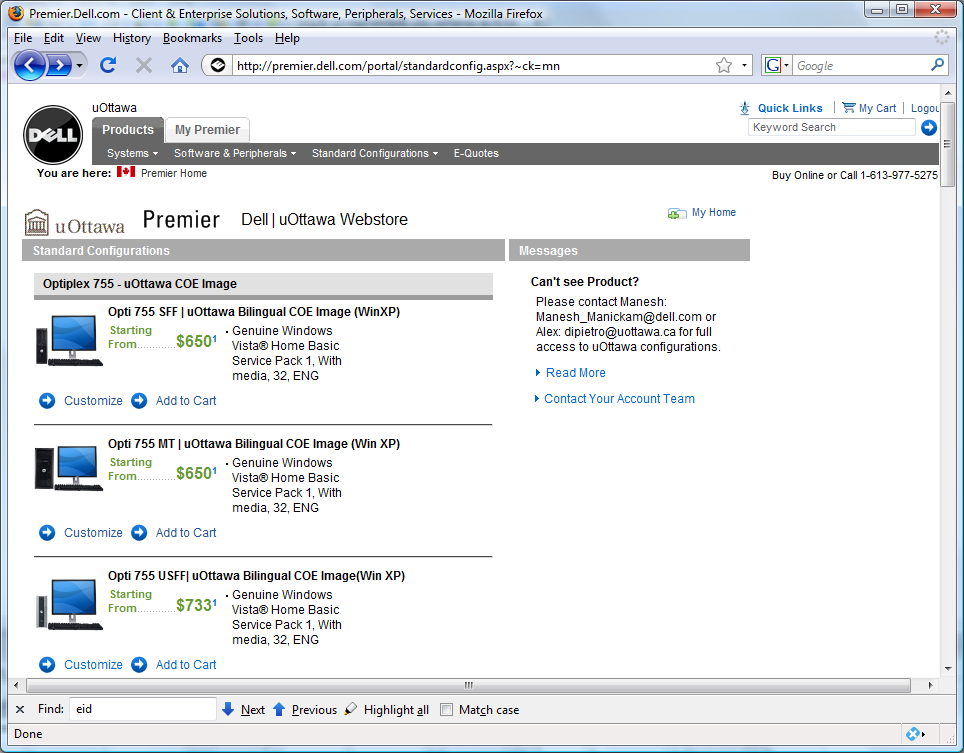 Premier.Dell.com - Client & Enterprise Solutions, Software, Peripherals, Services - Mozilla Firefox
File Edit View History Bookmarks Tools Help
http://premier.dell.com/portal/standardconfig.aspx?~ck=mn
G Google
DELL
uOttawa
Quick Links | My Cart | Logou
Products My Premier
Keyword Search
Systems Software & Peripherals Standard Configurations E-Quotes
You are here: Premier Home
Buy Online or Call 1-613-977-5275
uOttawa Premier Dell | uOttawa Webstore
My Home
Standard Configurations
Messages
Optiplex 755 - uOttawa COE Image
Opti 755 SFF | uOttawa Bilingual COE Image (WinXP)
Starting
From............$650¹
· Genuine Windows
Vista® Home Basic
Service Pack 1, With
media, 32, ENG
Customize Add to Cart
Opti 755 MT | uOttawa Bilingual COE Image (Win XP)
Starting
From............$650¹
· Genuine Windows
Vista® Home Basic
Service Pack 1, With
media, 32, ENG
Customize Add to Cart
Opti 755 USFF| uOttawa Bilingual COE Image(Win XP)
Starting
From............$733¹
· Genuine Windows
Vista® Home Basic
Service Pack 1, With
media, 32, ENG
Customize Add to Cart
Can't see Product?
Please contact Manesh:
Manesh_Manickam@dell.com or
Alex: dipietro@uottawa.ca for full
access to uOttawa configurations.
Read More
Contact Your Account Team
Find: eid Next Previous Highlight all Match case
Done